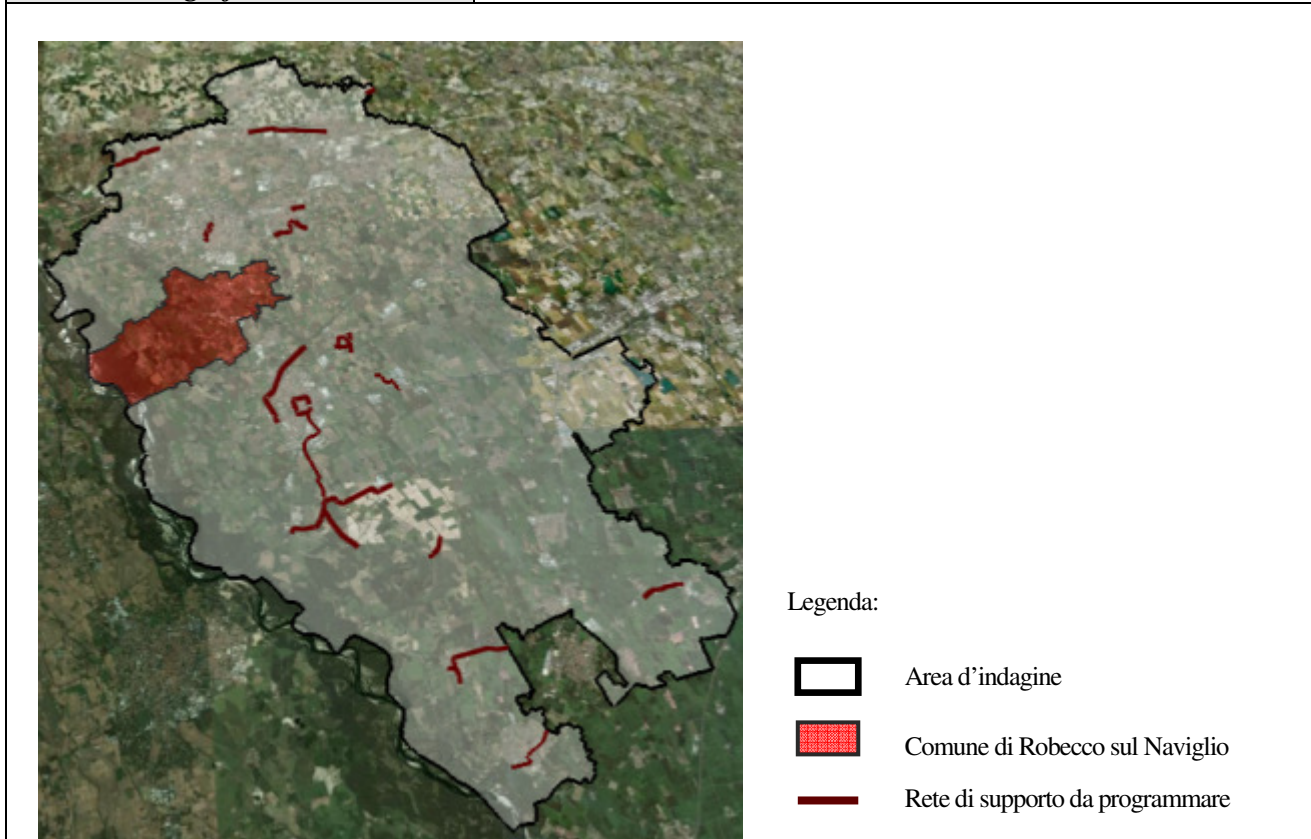 Legenda:
Area d'indagine
Comune di Robecco sul Naviglio
Rete di supporto da programmare